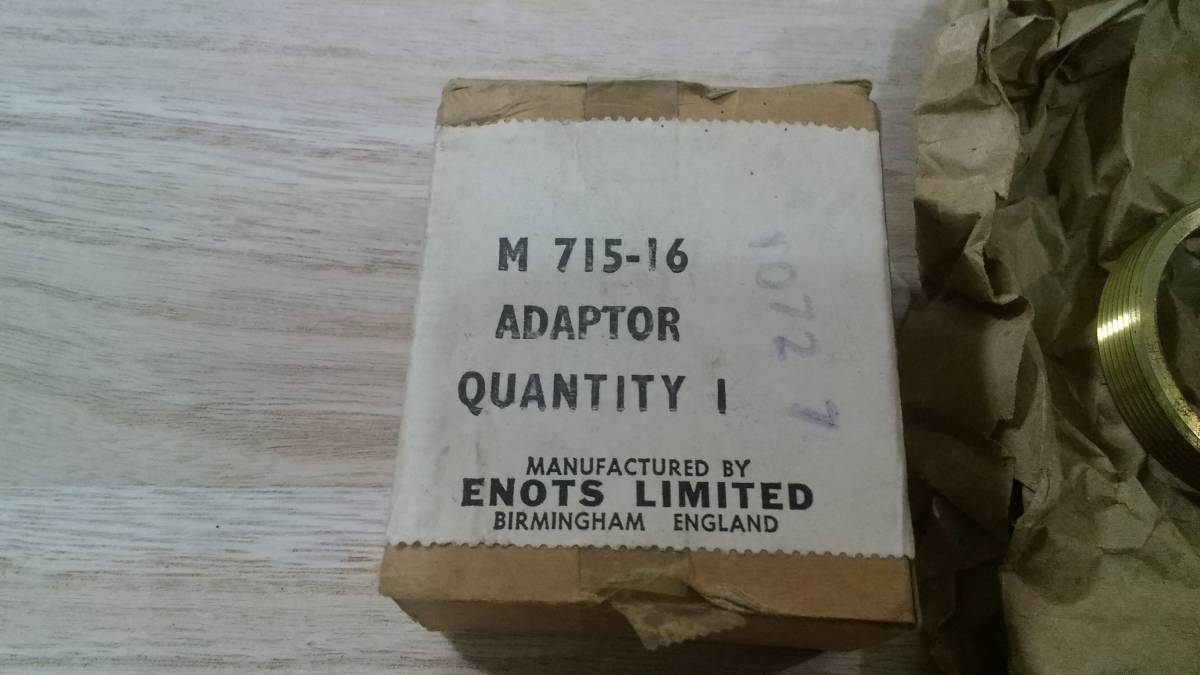 M 715-16
ADAPTOR
QUANTITY 1
MANUFACTURED BY
ENOTS LIMITED
BIRMINGHAM ENGLAND